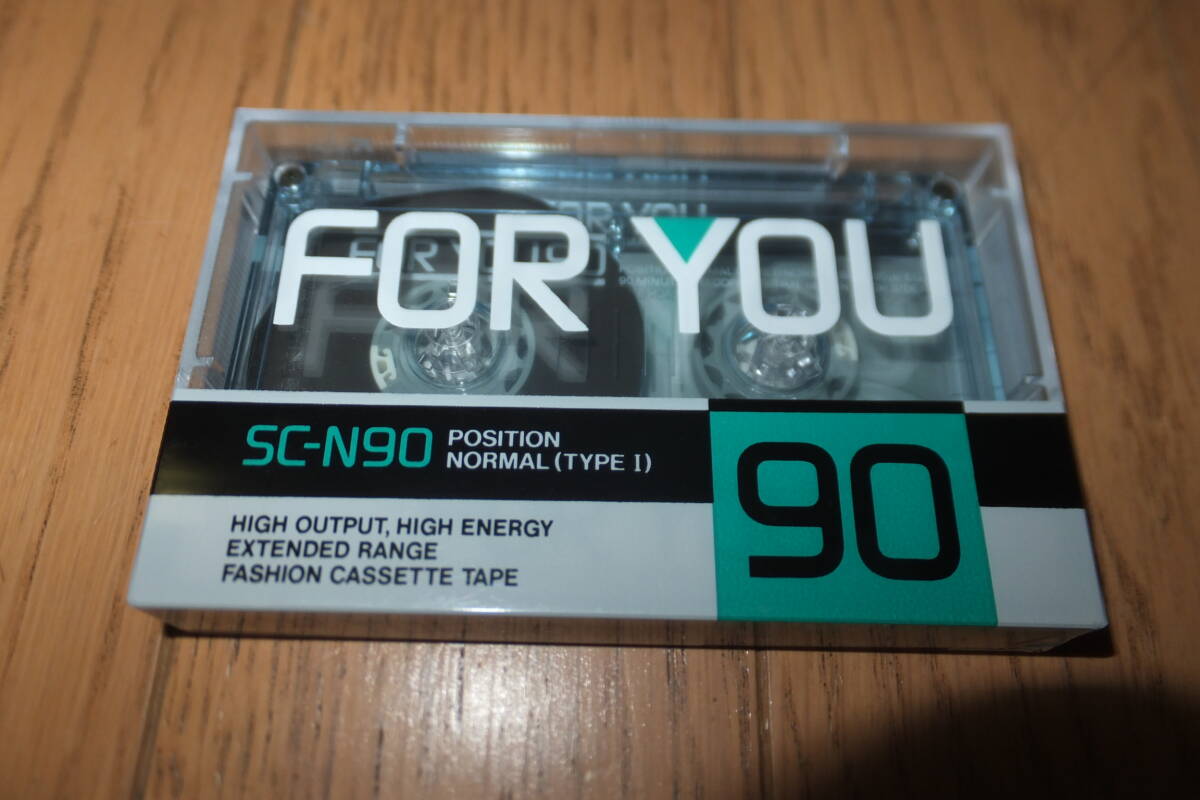 FOR YOU
SC-N90
POSITION
NORMAL (TYPE I)
90
HIGH OUTPUT, HIGH ENERGY
EXTENDED RANGE
FASHION CASSETTE TAPE